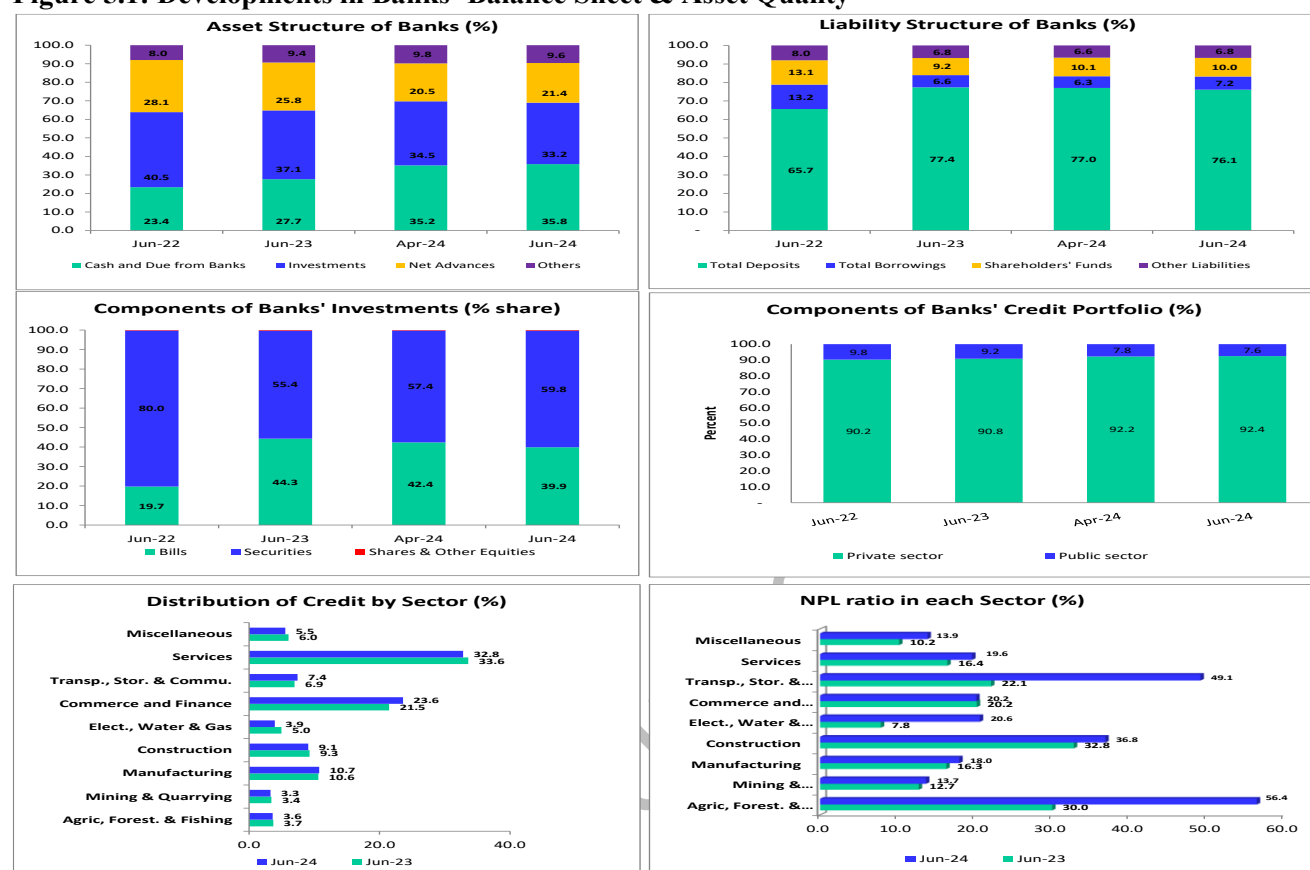 Figure 3.1: Developments in Banks' Balance Sheet & Asset Quality
Asset Structure of Banks (%)
100.0
90.0
80.0
70.0
60.0
50.0
40.0
30.0
20.0
10.0
0.0
8.0 9.4 9.8 9.6
28.1 25.8 20.5 21.4
40.5 37.1 34.5 33.2
23.4 27.7 35.2 35.8
Jun-22 Jun-23 Apr-24 Jun-24
Cash and Due from Banks Investments Net Advances Others
Liability Structure of Banks (%)
100.0
90.0
80.0
70.0
60.0
50.0
40.0
30.0
20.0
10.0
-
8.0 6.8 6.6 6.8
13.1 9.2 10.1 10.0
13.2 6.6 6.3 7.2
65.7 77.4 77.0 76.1
Jun-22 Jun-23 Apr-24 Jun-24
Total Deposits Total Borrowings Shareholders' Funds Other Liabilities
Components of Banks' Investments (% share)
100.0
90.0
80.0
70.0
60.0
50.0
40.0
30.0
20.0
10.0
0.0
80.0 55.4 57.4 59.8
19.7 44.3 42.4 39.9
Jun-22 Jun-23 Apr-24 Jun-24
Bills Securities Shares & Other Equities
Components of Banks' Credit Portfolio (%)
Percent
100.0
90.0
80.0
70.0
60.0
50.0
40.0
30.0
20.0
10.0
-
9.8 9.2 7.8 7.6
90.2 90.8 92.2 92.4
Jun-22 Jun-23 Apr-24 Jun-24
Private sector Public sector
Distribution of Credit by Sector (%)
Miscellaneous 5.5
6.0
Services 32.8
33.6
Transp., Stor. & Commu. 7.4
6.9
Commerce and Finance 23.6
21.5
Elect., Water & Gas 3.9
5.0
Construction 9.1
9.3
Manufacturing 10.7
10.6
Mining & Quarrying 3.3
3.4
Agric, Forest. & Fishing 3.6
3.7
0.0 20.0 40.0
Jun-24 Jun-23
NPL ratio in each Sector (%)
Miscellaneous 13.9
10.2
Services 19.6
16.4
Transp., Stor. &... 49.1
22.1
Commerce and... 20.2
20.2
Elect., Water &... 20.6
7.8
Construction 36.8
32.8
Manufacturing 18.0
16.3
Mining &... 13.7
12.7
Agric, Forest. &... 56.4
30.0
0.0 10.0 20.0 30.0 40.0 50.0 60.0
Jun-24 Jun-23